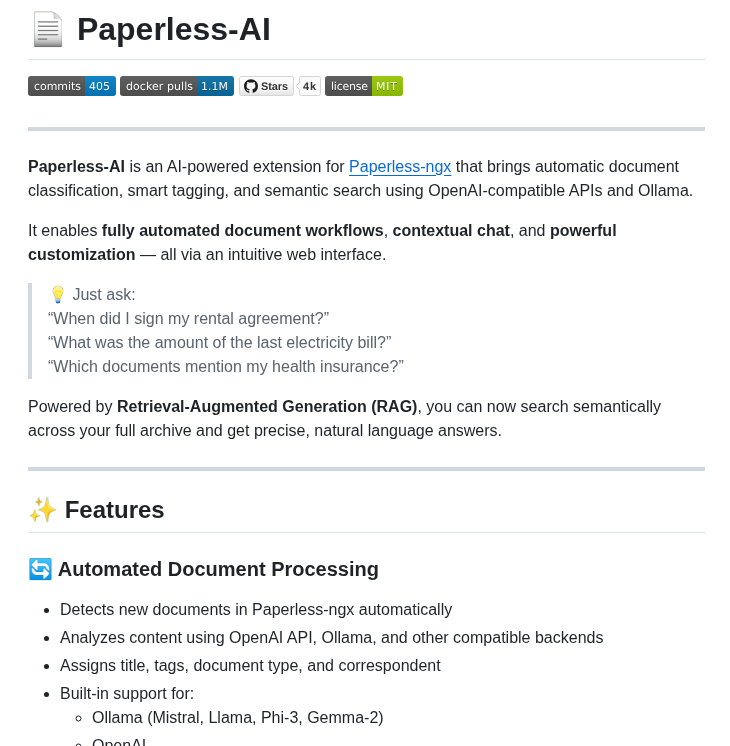 📄 Paperless-AI
commits 405 docker pulls 1.1M Stars 4k license MIT
Paperless-AI is an AI-powered extension for Paperless-ngx that brings automatic document
classification, smart tagging, and semantic search using OpenAI-compatible APIs and Ollama.
It enables fully automated document workflows, contextual chat, and powerful
customization — all via an intuitive web interface.
💡 Just ask:
“When did I sign my rental agreement?”
“What was the amount of the last electricity bill?”
“Which documents mention my health insurance?”
Powered by Retrieval-Augmented Generation (RAG), you can now search semantically
across your full archive and get precise, natural language answers.
✨ Features
🔄 Automated Document Processing
• Detects new documents in Paperless-ngx automatically
• Analyzes content using OpenAI API, Ollama, and other compatible backends
• Assigns title, tags, document type, and correspondent
• Built-in support for:
◦ Ollama (Mistral, Llama, Phi-3, Gemma-2)
◦ OpenAI